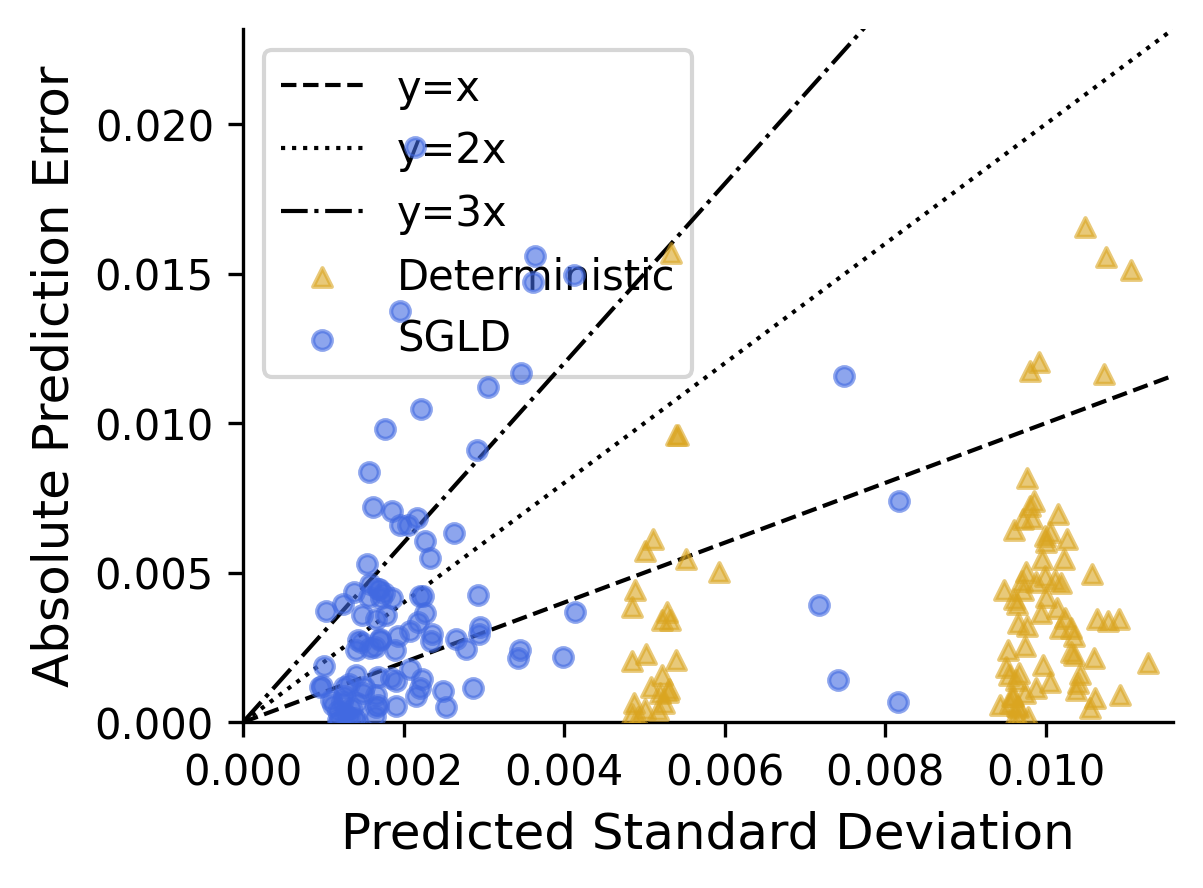 y=x
y=2x
y=3x
Deterministic
SGLD
Absolute Prediction Error
0.020
0.015
0.010
0.005
0.000
0.000 0.002 0.004 0.006 0.008 0.010
Predicted Standard Deviation